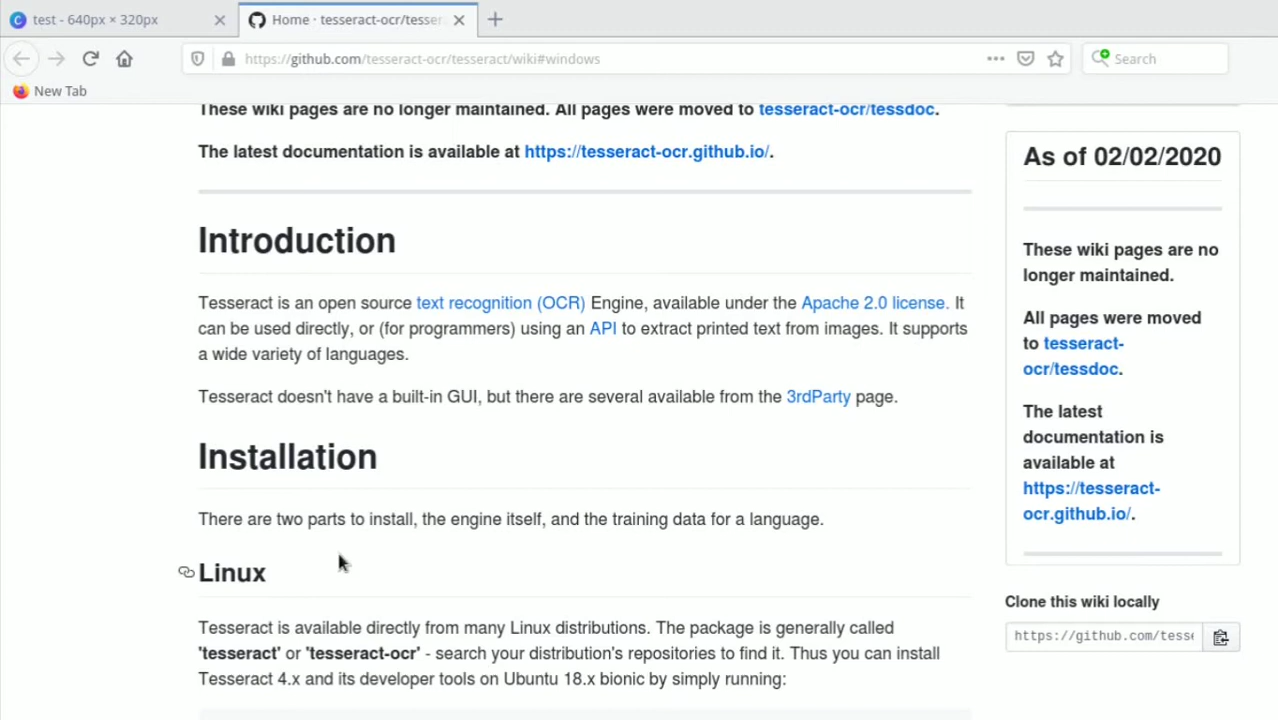 test - 640px × 320px
Home · tesseract-ocr/tesser
https://github.com/tesseract-ocr/tesseract/wiki#windows
Search
New Tab
These wiki pages are no longer maintained. All pages were moved to tesseract-ocr/tessdoc.
The latest documentation is available at https://tesseract-ocr.github.io/.
Introduction
Tesseract is an open source text recognition (OCR) Engine, available under the Apache 2.0 license. It
can be used directly, or (for programmers) using an API to extract printed text from images. It supports
a wide variety of languages.
Tesseract doesn't have a built-in GUI, but there are several available from the 3rdParty page.
Installation
There are two parts to install, the engine itself, and the training data for a language.
Linux
Tesseract is available directly from many Linux distributions. The package is generally called
'tesseract' or 'tesseract-ocr' - search your distribution's repositories to find it. Thus you can install
Tesseract 4.x and its developer tools on Ubuntu 18.x bionic by simply running:
As of 02/02/2020
These wiki pages are no
longer maintained.
All pages were moved
to tesseract-
ocr/tessdoc.
The latest
documentation is
available at
https://tesseract-
ocr.github.io/.
Clone this wiki locally
https://github.com/tesse